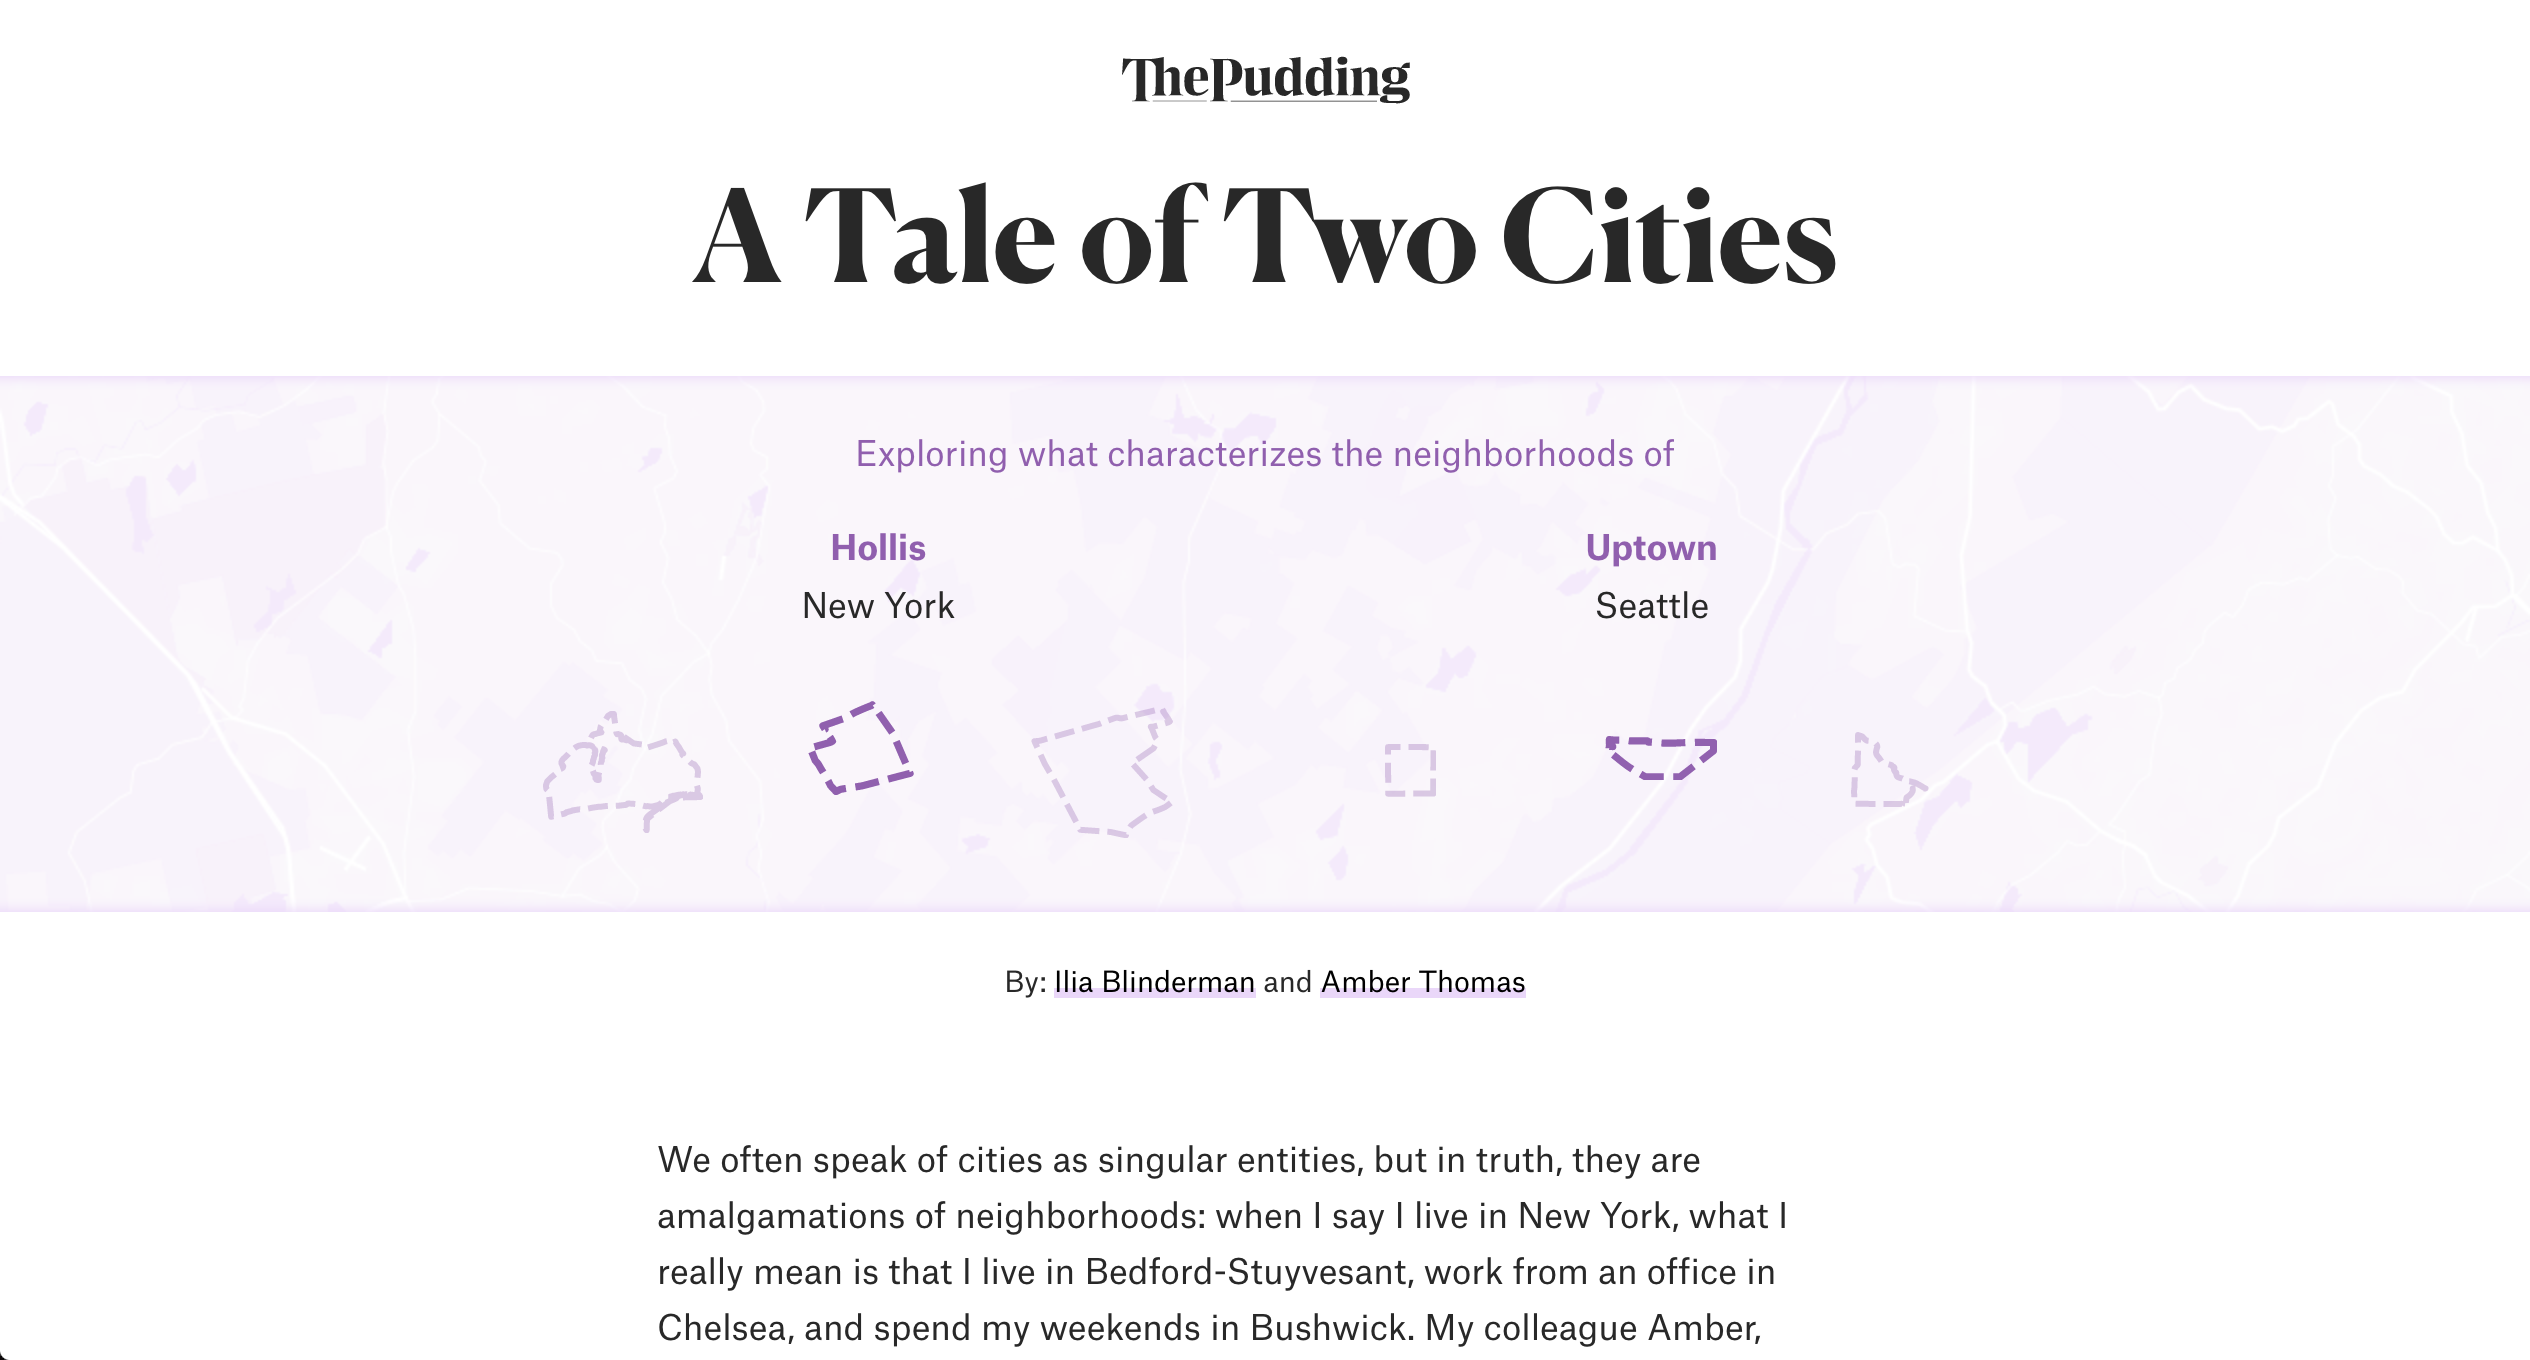 ThePudding
A Tale of Two Cities
Exploring what characterizes the neighborhoods of
Hollis
New York
Uptown
Seattle
By: Ilia Blinderman and Amber Thomas
We often speak of cities as singular entities, but in truth, they are
amalgamations of neighborhoods: when I say I live in New York, what I
really mean is that I live in Bedford-Stuyvesant, work from an office in
Chelsea, and spend my weekends in Bushwick. My colleague Amber,